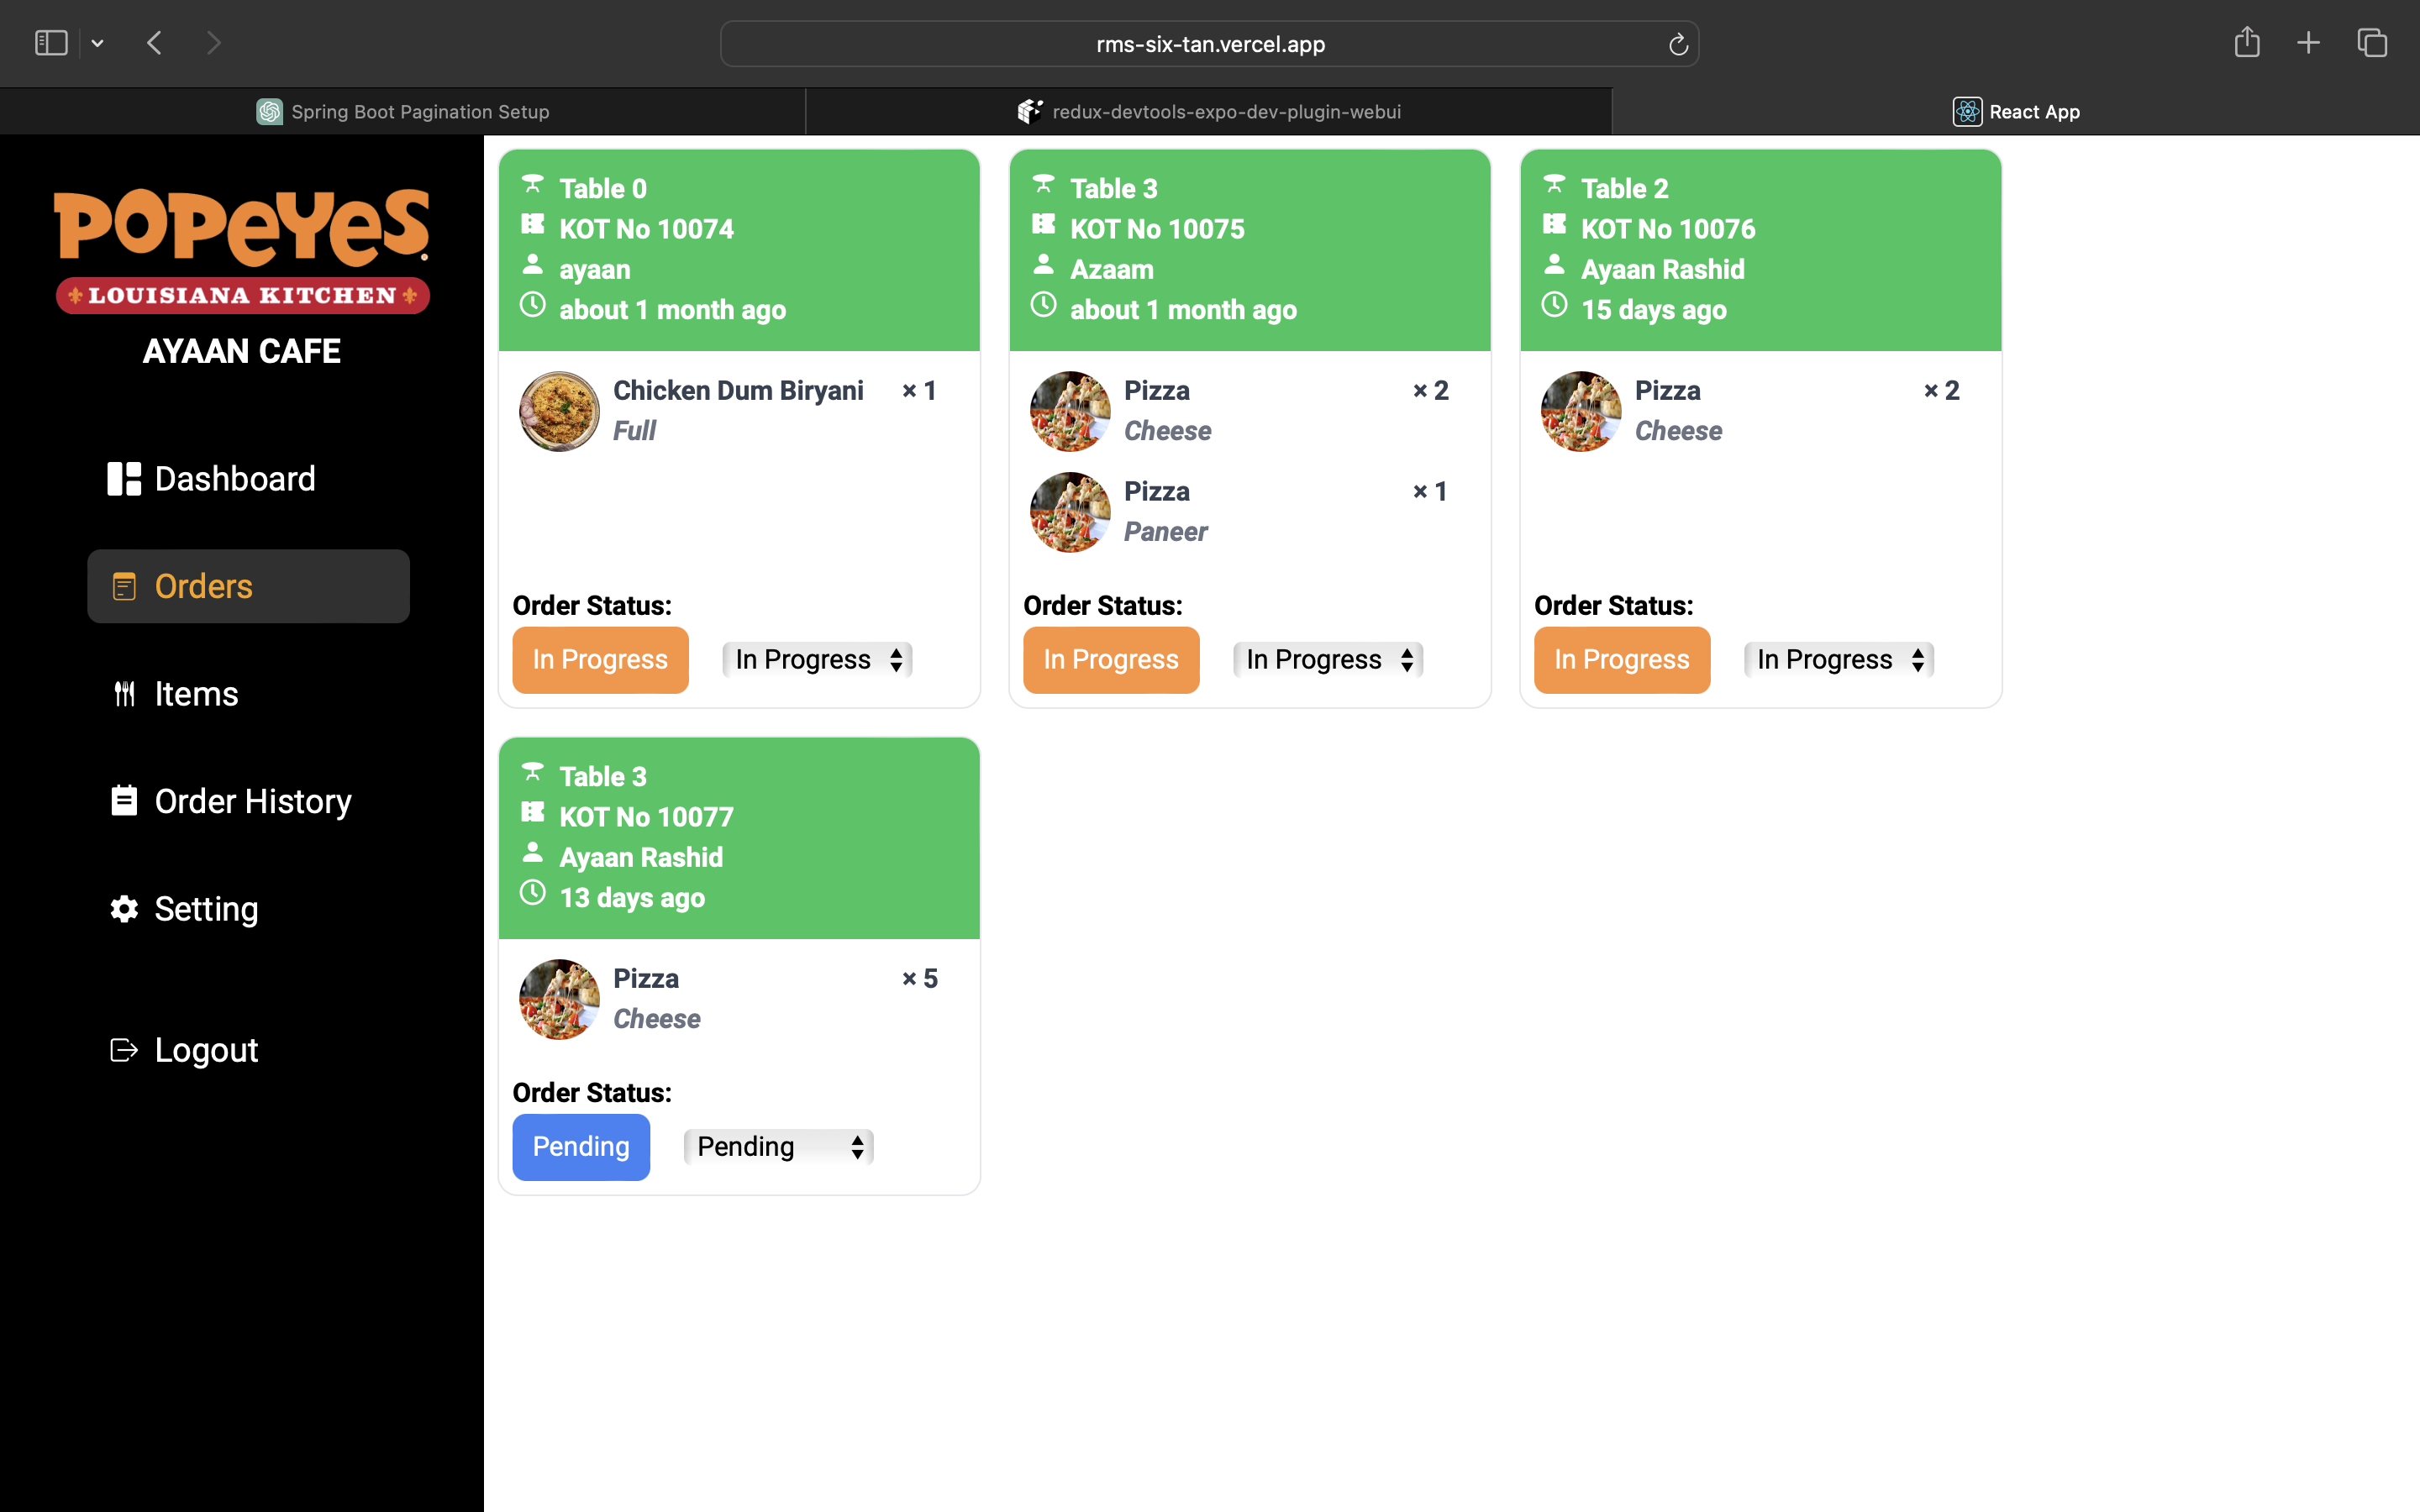 rms-six-tan.vercel.app
Spring Boot Pagination Setup
redux-devtools-expo-dev-plugin-webui
React App
POPEYES
LOUISIANA KITCHEN
AYAAN CAFE
Dashboard
Orders
Items
Order History
Setting
Logout
Table 0
KOT No 10074
ayaan
about 1 month ago
Chicken Dum Biryani × 1
Full
Order Status:
In Progress In Progress
Table 3
KOT No 10075
Azaam
about 1 month ago
Pizza × 2
Cheese
Pizza × 1
Paneer
Order Status:
In Progress In Progress
Table 2
KOT No 10076
Ayaan Rashid
15 days ago
Pizza × 2
Cheese
Order Status:
In Progress In Progress
Table 3
KOT No 10077
Ayaan Rashid
13 days ago
Pizza × 5
Cheese
Order Status:
Pending Pending